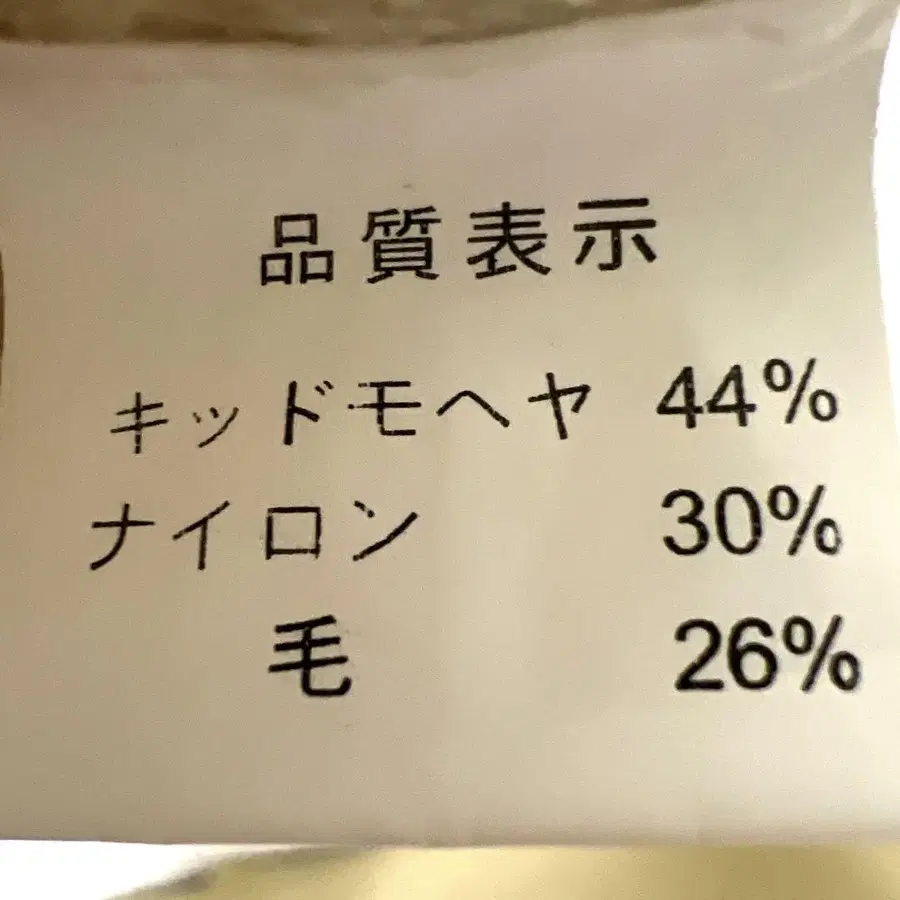 品質表示
キッドモヘヤ 44%
ナイロン 30%
毛 26%